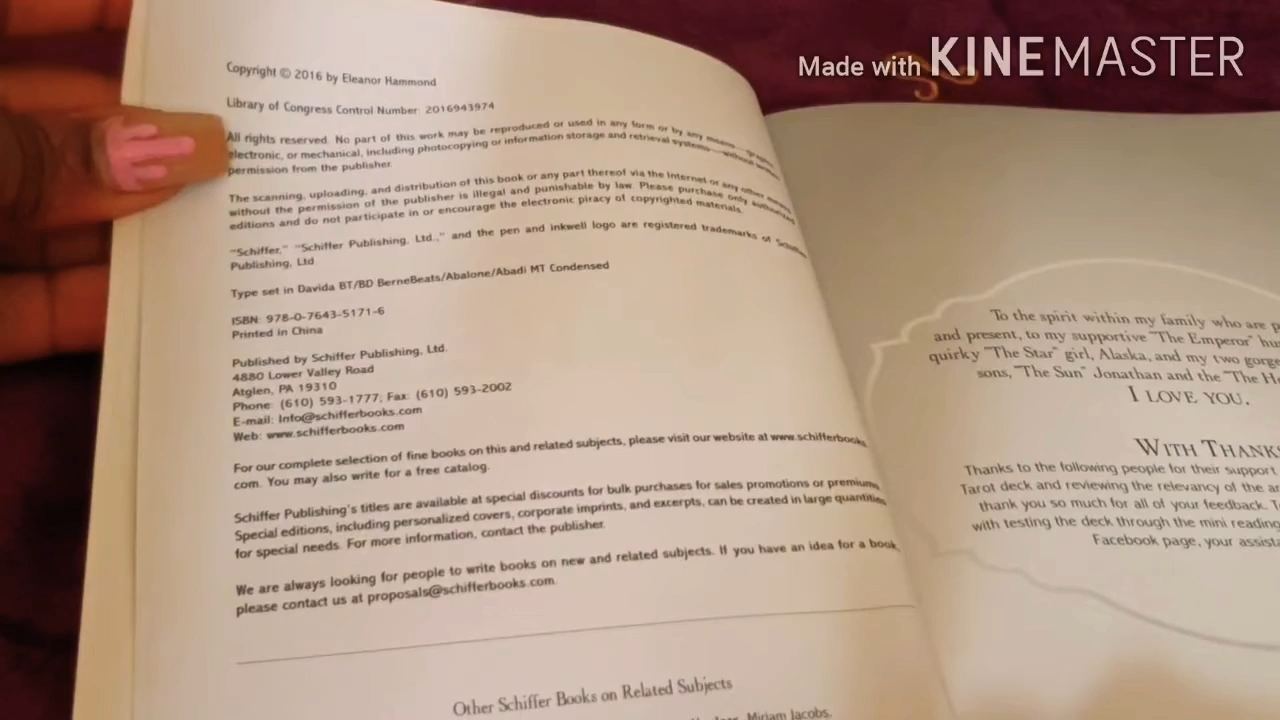 Made with KINEMASTER
Copyright © 2016 by Eleanor Hammond
Library of Congress Control Number: 2016943974
All rights reserved. No part of this work may be reproduced or used in any form or by any means—graphic,
electronic, or mechanical, including photocopying or information storage and retrieval systems—without written
permission from the publisher.
The scanning, uploading, and distribution of this book or any part thereof via the Internet or any other means
without the permission of the publisher is illegal and punishable by law. Please purchase only authorized
editions and do not participate in or encourage the electronic piracy of copyrighted materials.
"Schiffer," "Schiffer Publishing, Ltd.," and the pen and inkwell logo are registered trademarks of Schiffer
Publishing, Ltd.
Type set in Davida BT/BD BerneBeats/Abalone/Abadi MT Condensed
ISBN: 978-0-7643-5171-6
Printed in China
Published by Schiffer Publishing, Ltd.
4880 Lower Valley Road
Atglen, PA 19310
Phone: (610) 593-1777; Fax: (610) 593-2002
E-mail: Info@schifferbooks.com
Web: www.schifferbooks.com
For our complete selection of fine books on this and related subjects, please visit our website at www.schifferbooks.
com. You may also write for a free catalog.
Schiffer Publishing's titles are available at special discounts for bulk purchases for sales promotions or premiums.
Special editions, including personalized covers, corporate imprints, and excerpts, can be created in large quantities
for special needs. For more information, contact the publisher.
We are always looking for people to write books on new and related subjects. If you have an idea for a book,
please contact us at proposals@schifferbooks.com.
Other Schiffer Books on Related Subjects
Miriam Jacobs.
To the spirit within my family who are
and present, to my supportive "The Emperor"
quirky "The Star" girl, Alaska, and my two
sons, "The Sun" Jonathan and the "The
I LOVE YOU.
WITH THANKS
Thanks to the following people for their support
Tarot deck and reviewing the relevancy of the
thank you so much for all of your feedback.
with testing the deck through the mini reading
Facebook page, your